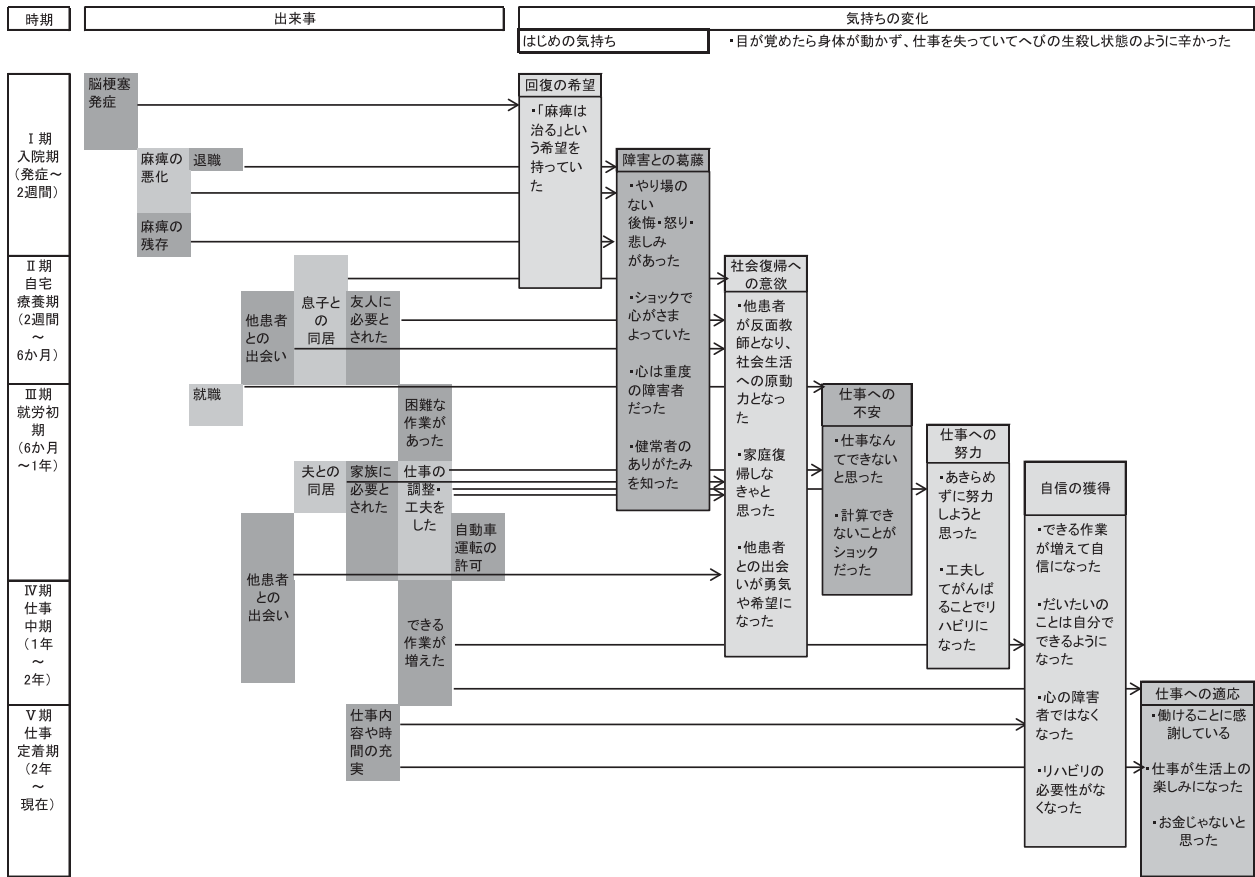 時期
出来事
気持ちの変化
はじめの気持ち
・目が覚めたら身体が動かず、仕事を失っていてへびの生殺し状態のように辛かった
Ⅰ期
入院期
(発症～
2週間)
Ⅱ期
自宅
療養期
(2週間
～
6か月)
Ⅲ期
就労初
期
(6か月
～1年)
Ⅳ期
仕事
中期
(1年
～
2年)
Ⅴ期
仕事
定着期
(2年
～
現在)
脳梗塞
発症
麻痺の
悪化
退職
麻痺の
残存
他患者
との
出会い
息子と
の
同居
友人に
必要と
された
就職
困難な
作業が
あった
夫との
同居
家族に
必要と
された
仕事の
調整・
工夫を
した
自動車
運転の
許可
他患者
との
出会い
できる
作業が
増えた
仕事内
容や時
間の充
実
回復の希望
・「麻痺は
治る」とい
う希望を
持ってい
た
障害との葛藤
・やり場の
ない
後悔・怒り・
悲しみ
があった
・ショックで
心がさま
よっていた
・心は重度
の障害者
だった
・健常者の
ありがたみ
を知った
社会復帰へ
の意欲
・他患者
が反面教
師となり、
社会生活
への原動
力となっ
た
・家庭復
帰しな
きゃと
思った
・他患者
との出会
いが勇気
や希望に
なった
仕事への
不安
・仕事なん
てできない
と思った
・計算でき
ないことが
ショック
だった
仕事への
努力
・あきらめ
ずに努力
しようと
思った
・工夫し
てがんば
ることでリ
ハビリに
なった
自信の獲得
・できる作業
が増えて自
信になった
・だいたいの
ことは自分で
できるように
なった
・心の障害
者ではなく
なった
・リハビリの
必要性がな
くなった
仕事への適応
・働けることに感
謝している
・仕事が生活上の
楽しみになった
・お金じゃないと
思った